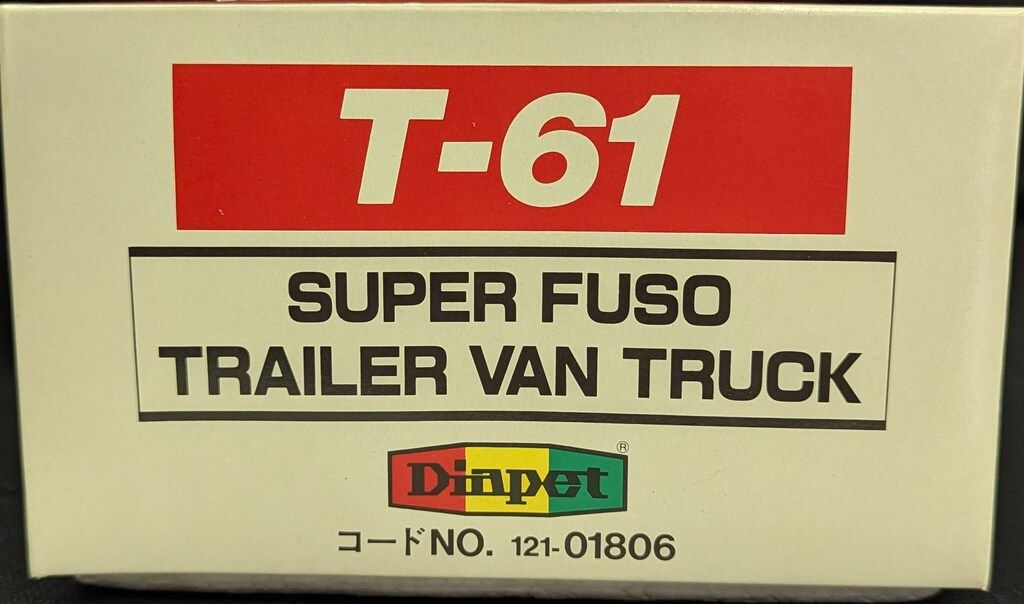 T-61
SUPER FUSO
TRAILER VAN TRUCK
Diapet ®
コードNO. 121-01806